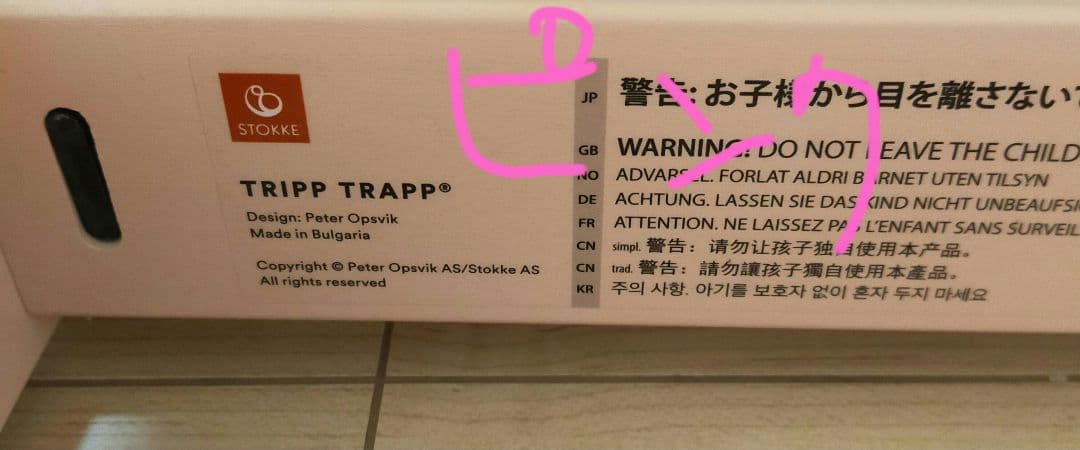 STOKKE
TRIPP TRAPP®
Design: Peter Opsvik
Made in Bulgaria
Copyright © Peter Opsvik AS/Stokke AS
All rights reserved
ピンク
JP 警告: お子様から目を離さない
GB WARNING! DO NOT LEAVE THE CHILD
NO ADVARSEL. FORLAT ALDRI BARNET UTEN TILSYN
DE ACHTUNG. LASSEN SIE DAS KIND NICHT UNBEAUFSI
FR ATTENTION. NE LAISSEZ PAS L'ENFANT SANS SURVEIL
CN simpl. 警告: 请勿让孩子独自使用本产品。
CN trad. 警告: 請勿讓孩子獨自使用本產品。
KR 주의 사항. 아기를 보호자 없이 혼자 두지 마세요